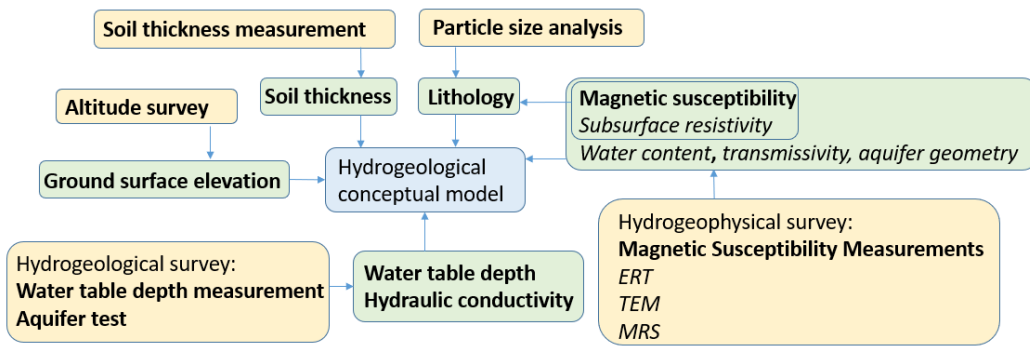 Soil thickness measurement
Particle size analysis
Altitude survey
Soil thickness
Lithology
Magnetic susceptibility
Subsurface resistivity
Water content, transmissivity, aquifer geometry
Ground surface elevation
Hydrogeological
conceptual model
Hydrogeological survey:
Water table depth measurement
Aquifer test
Water table depth
Hydraulic conductivity
Hydrogeophysical survey:
Magnetic Susceptibility Measurements
ERT
TEM
MRS